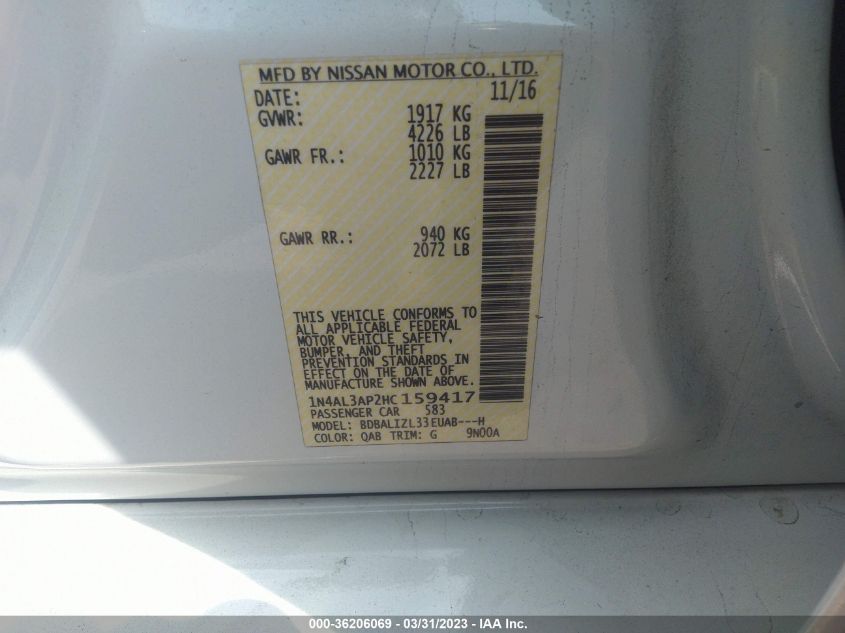 MFD BY NISSAN MOTOR CO., LTD.
DATE: 11/16
GVWR: 1917 KG
4226 LB
GAWR FR.: 1010 KG
2227 LB
GAWR RR.: 940 KG
2072 LB
THIS VEHICLE CONFORMS TO
ALL APPLICABLE FEDERAL
MOTOR VEHICLE SAFETY,
BUMPER, AND THEFT
PREVENTION STANDARDS IN
EFFECT ON THE DATE OF
MANUFACTURE SHOWN ABOVE.
1N4AL3AP2HC159417
PASSENGER CAR 583
MODEL: BDBALIZL33EUAB---H
COLOR: QAB TRIM: G 9N00A
000-36206069 - 03/31/2023 - IAA Inc.